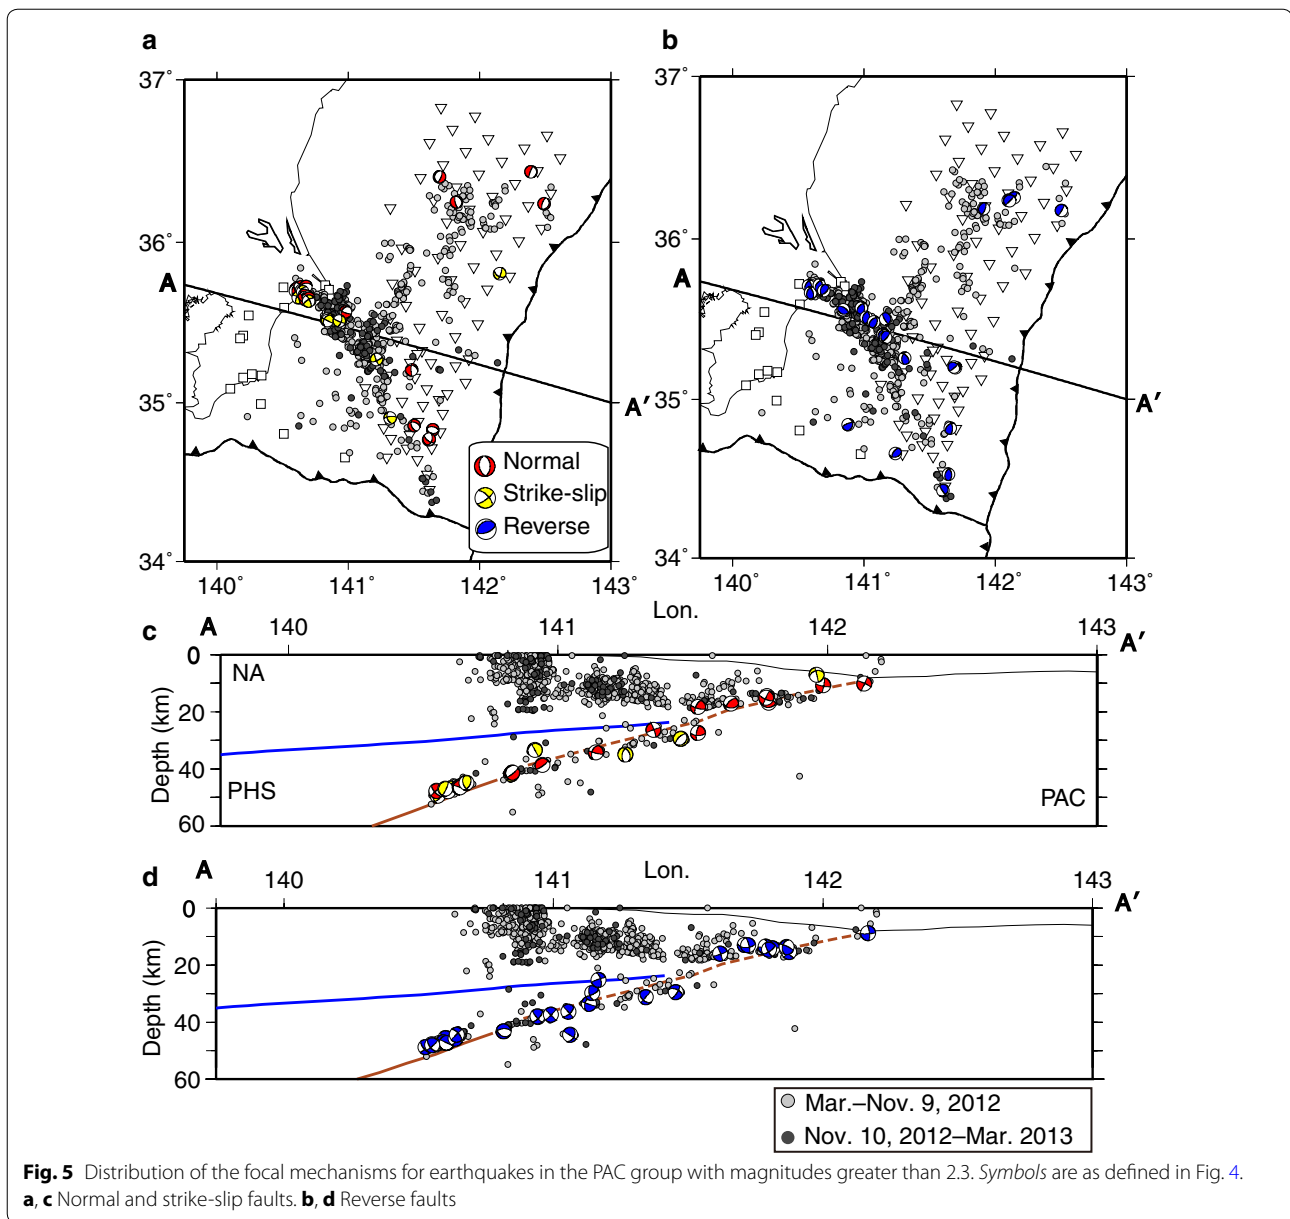 a
b
37°
36°
35°
34°
A
A′
Normal
Strike-slip
Reverse
140° 141° 142° 143°
37°
36°
35°
34°
A
A′
140° 141° 142° 143°
Lon.
c A 140 141 142 143 A′
0
20
40
60
Depth (km)
NA
PHS
PAC
d A 140 141 Lon. 142 143 A′
0
20
40
60
Depth (km)
Mar.–Nov. 9, 2012
Nov. 10, 2012–Mar. 2013
Fig. 5 Distribution of the focal mechanisms for earthquakes in the PAC group with magnitudes greater than 2.3. Symbols are as defined in Fig. 4.
a, c Normal and strike-slip faults. b, d Reverse faults